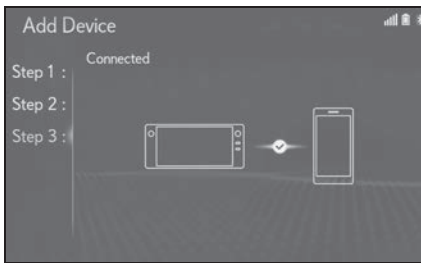 Add Device
Connected
Step 1 :
Step 2 :
Step 3 :